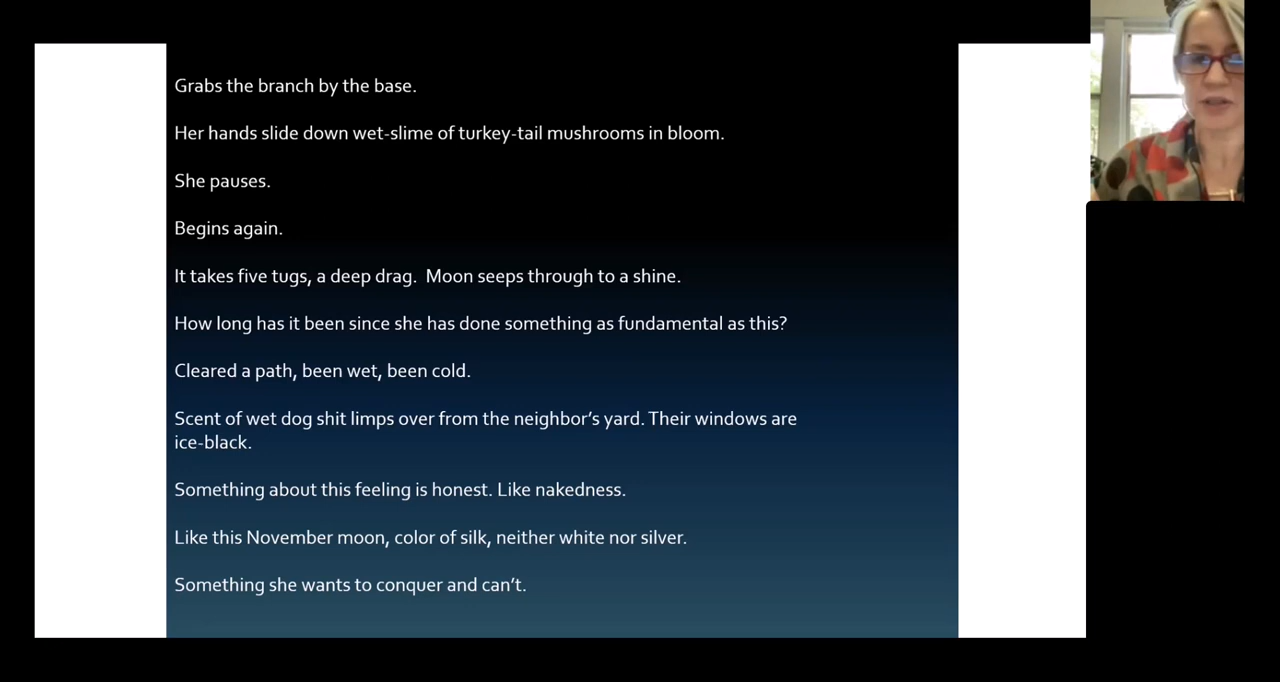 Grabs the branch by the base.
Her hands slide down wet-slime of turkey-tail mushrooms in bloom.
She pauses.
Begins again.
It takes five tugs, a deep drag.  Moon seeps through to a shine.
How long has it been since she has done something as fundamental as this?
Cleared a path, been wet, been cold.
Scent of wet dog shit limps over from the neighbor’s yard. Their windows are
ice-black.
Something about this feeling is honest. Like nakedness.
Like this November moon, color of silk, neither white nor silver.
Something she wants to conquer and can’t.